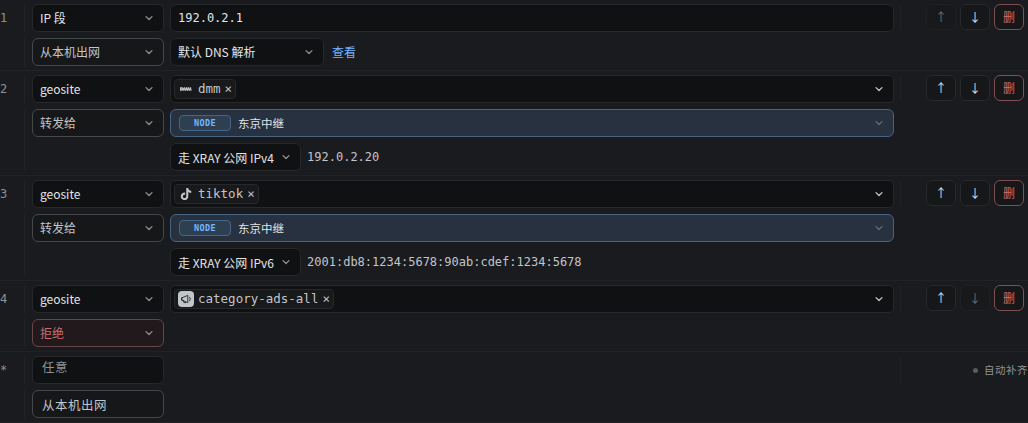 1 IP 段 192.0.2.1 ↑ ↓ 删
从本机出网 默认 DNS 解析 查看
2 geosite dmm × ↑ ↓ 删
转发给 NODE 东京中继
走 XRAY 公网 IPv4 192.0.2.20
3 geosite tiktok × ↑ ↓ 删
转发给 NODE 东京中继
走 XRAY 公网 IPv6 2001:db8:1234:5678:90ab:cdef:1234:5678
4 geosite category-ads-all × ↑ ↓ 删
拒绝
* 任意 自动补齐
从本机出网